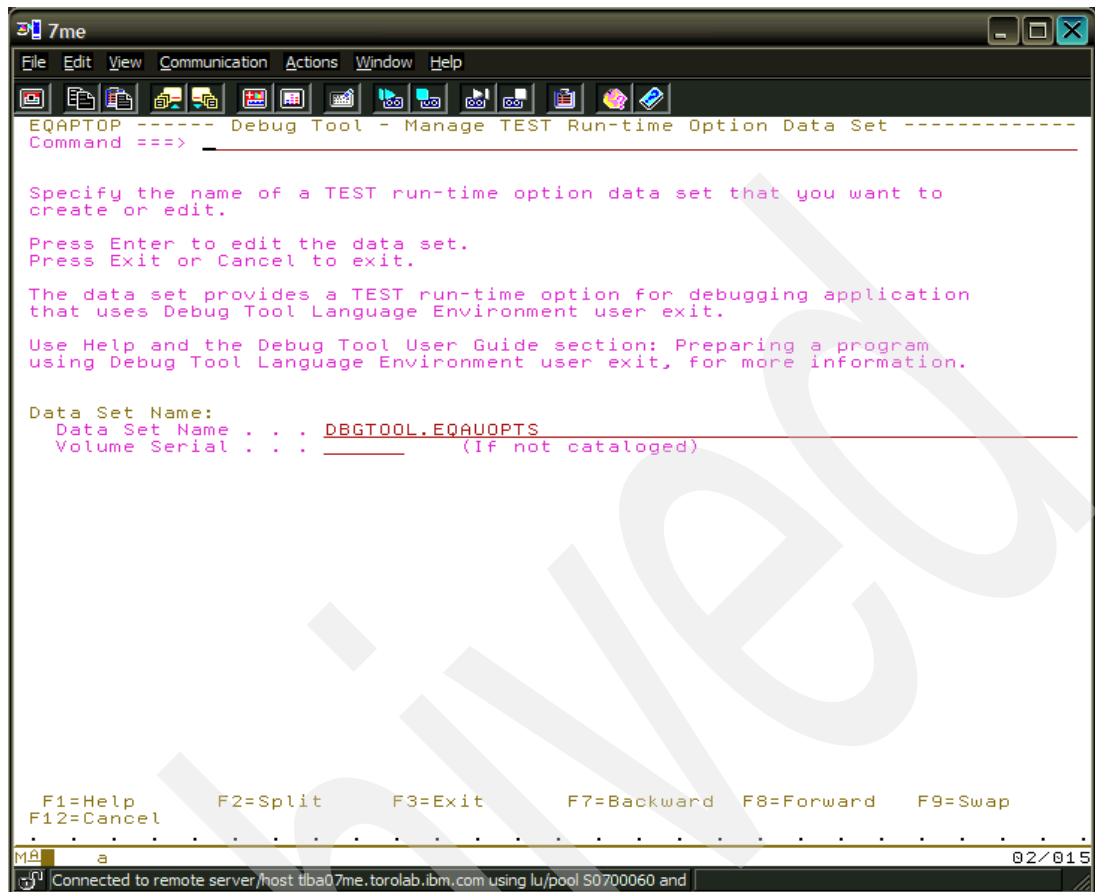 7me
File Edit View Communication Actions Window Help
EQAPTOP ------ Debug Tool - Manage TEST Run-time Option Data Set -------------
Command ===> _
Specify the name of a TEST run-time option data set that you want to
create or edit.
Press Enter to edit the data set.
Press Exit or Cancel to exit.
The data set provides a TEST run-time option for debugging application
that uses Debug Tool Language Environment user exit.
Use Help and the Debug Tool User Guide section: Preparing a program
using Debug Tool Language Environment user exit, for more information.
Data Set Name:
Data Set Name . . . DBGTOOL.EQAUOPTS
Volume Serial . . . (If not cataloged)
F1=Help F2=Split F3=Exit F7=Backward F8=Forward F9=Swap
F12=Cancel
MA a 02/015
Connected to remote server/host tlba07me.torolab.ibm.com using lu/pool S0700060 and
hived